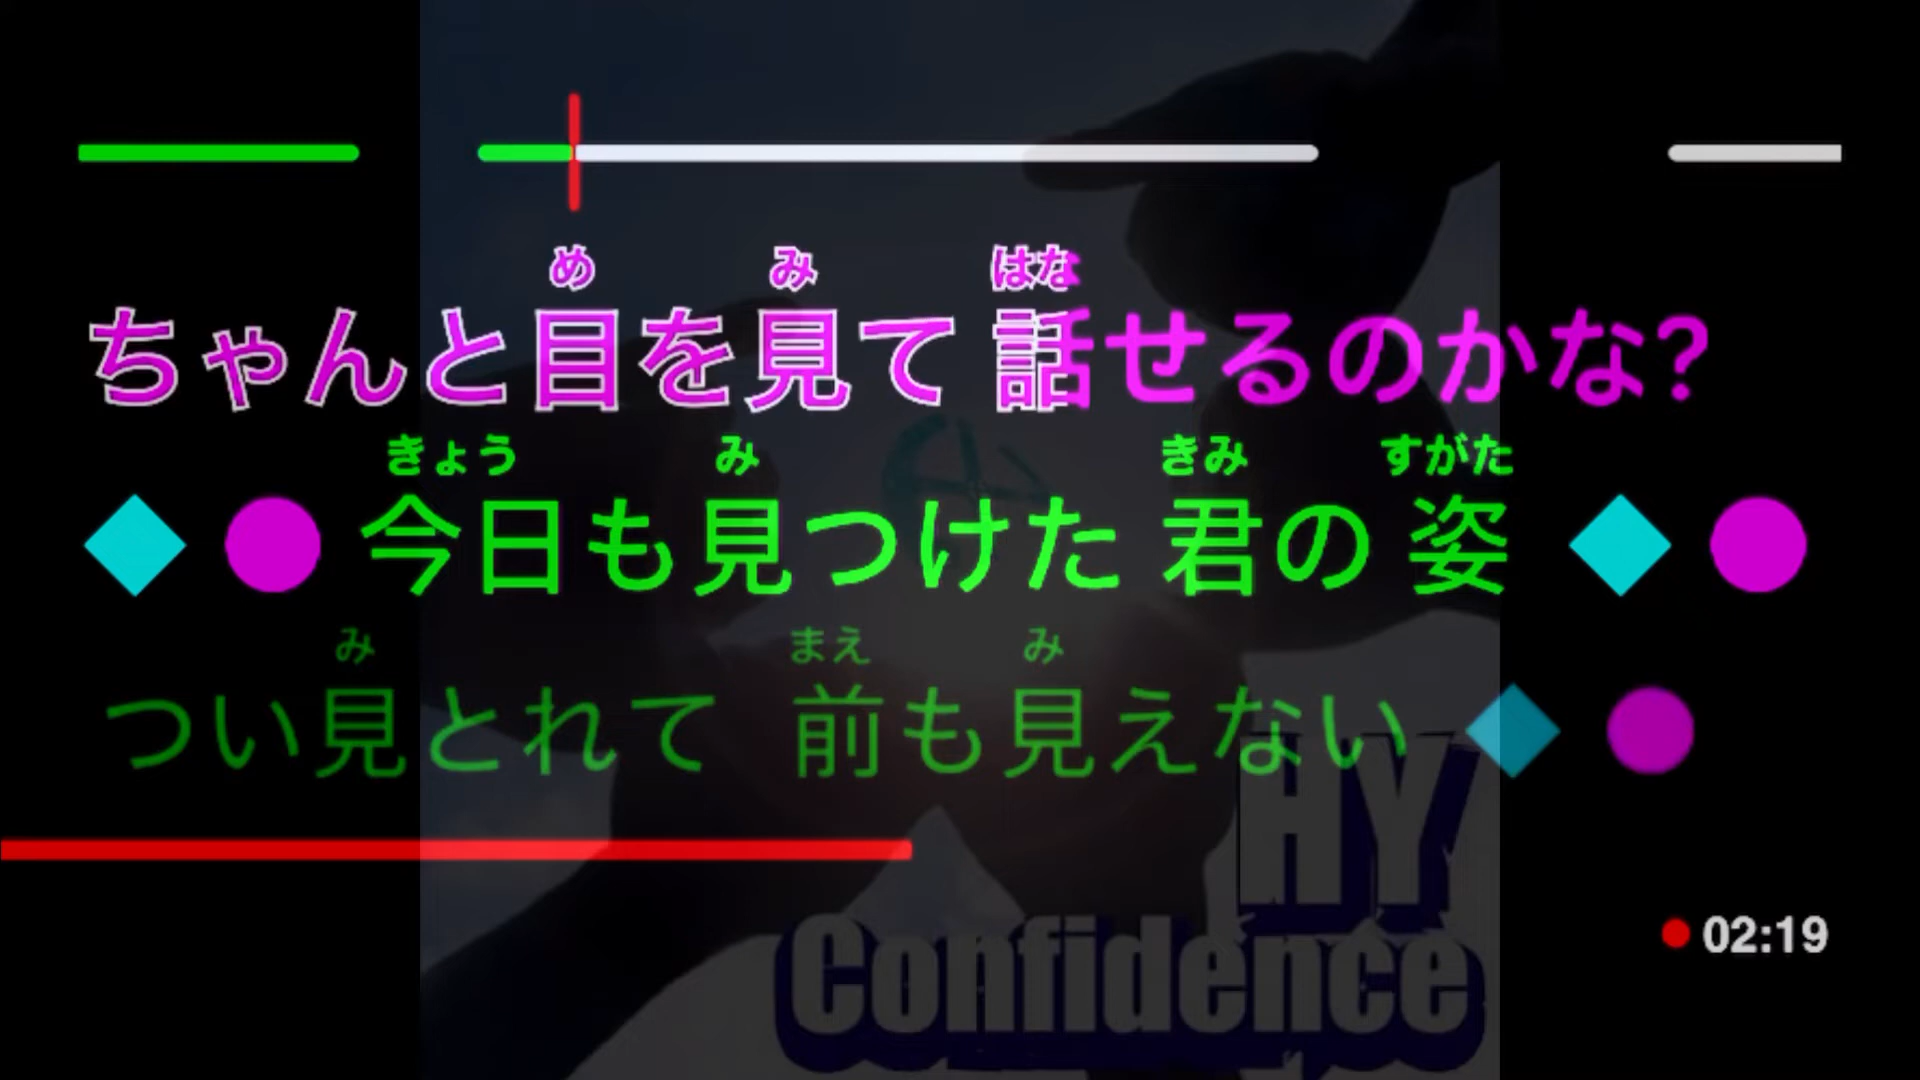 め み はな
ちゃんと目を見て 話せるのかな?
きょう み きみ すがた
今日も見つけた 君の 姿
み まえ み
つい見とれて 前も見えない
HY
Confidence
02:19